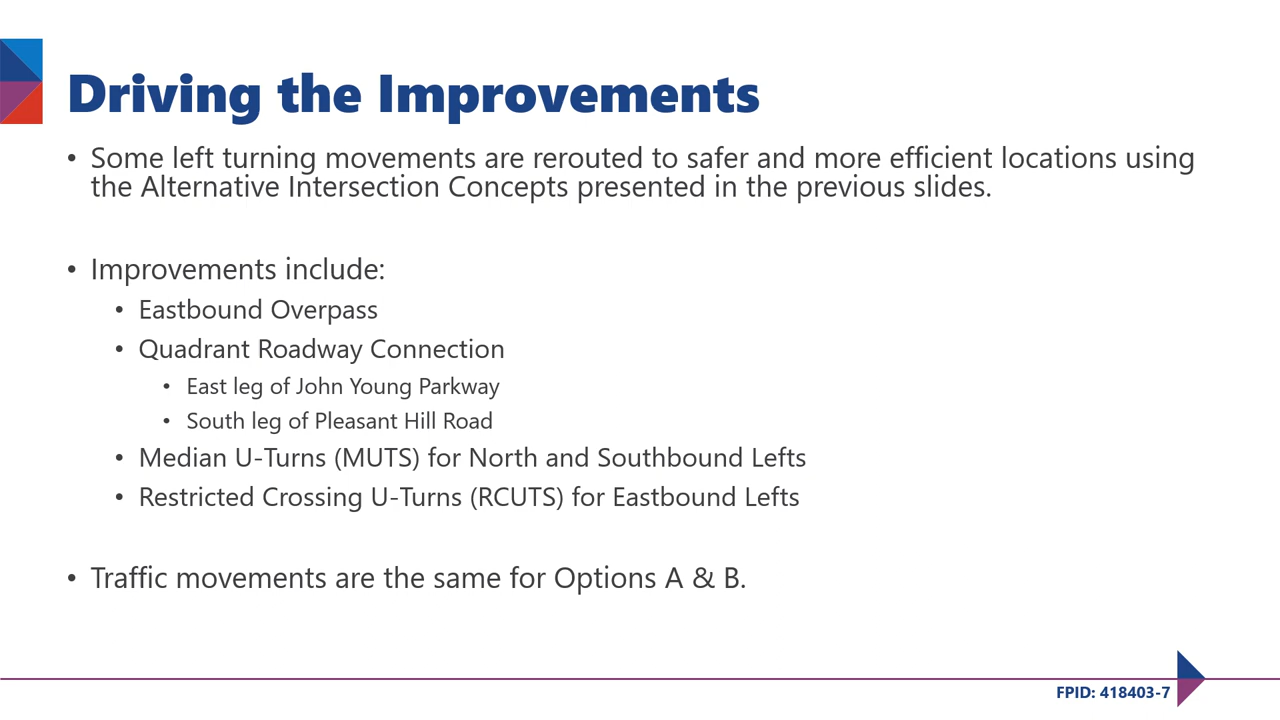 Driving the Improvements
• Some left turning movements are rerouted to safer and more efficient locations using
the Alternative Intersection Concepts presented in the previous slides.
• Improvements include:
• Eastbound Overpass
• Quadrant Roadway Connection
• East leg of John Young Parkway
• South leg of Pleasant Hill Road
• Median U-Turns (MUTS) for North and Southbound Lefts
• Restricted Crossing U-Turns (RCUTS) for Eastbound Lefts
• Traffic movements are the same for Options A & B.
FPID: 418403-7